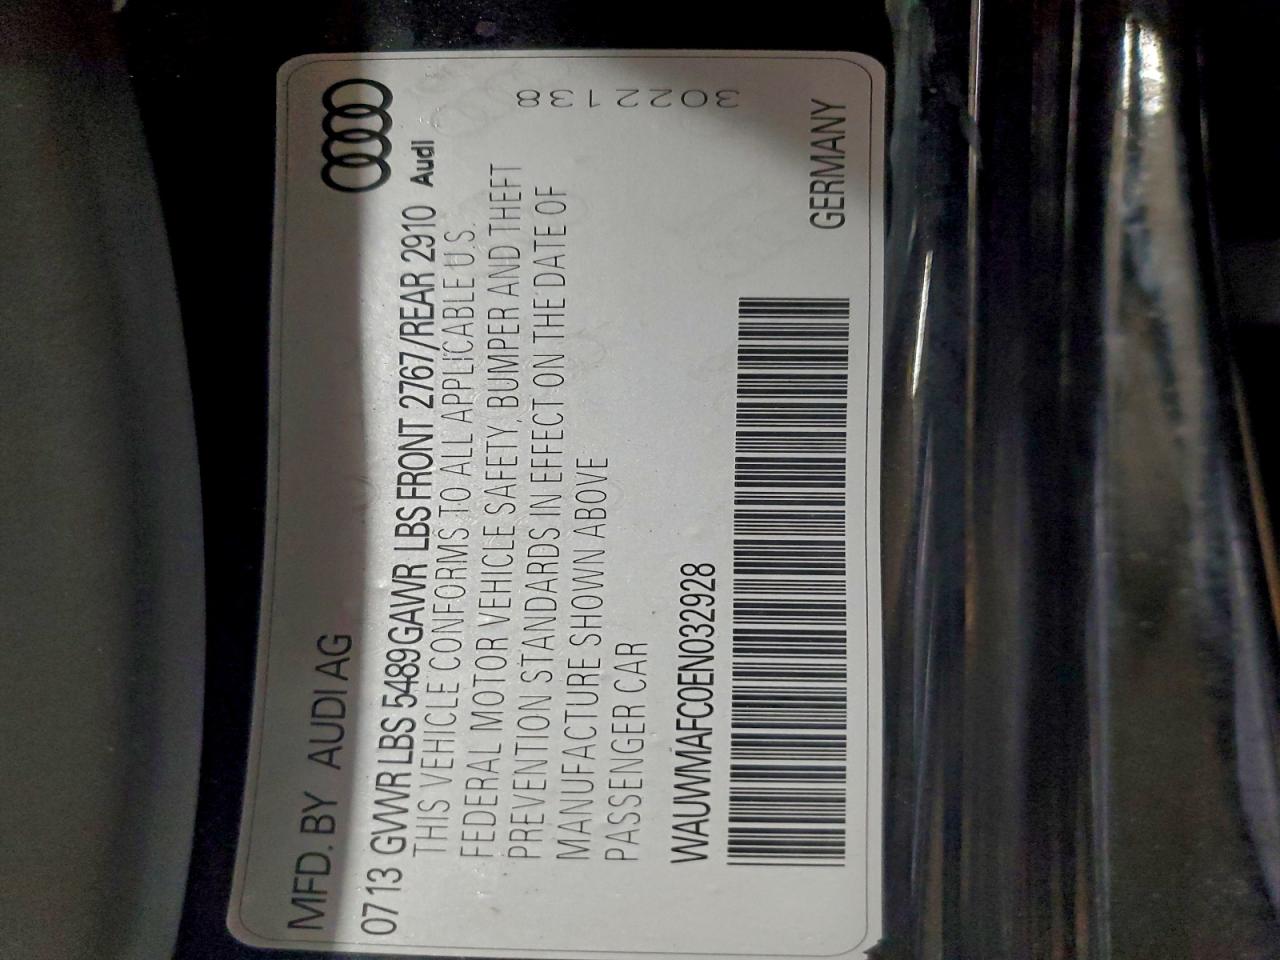 MFD. BY AUDI AG
0713 GWWR LBS 5489 GAWR LBS FRONT 2767/REAR 2910 Audi
THIS VEHICLE CONFORMS TO ALL APPLICABLE U.S.
FEDERAL MOTOR VEHICLE SAFETY, BUMPER AND THEFT
PREVENTION STANDARDS IN EFFECT ON THE DATE OF
MANUFACTURE SHOWN ABOVE
PASSENGER CAR
8312203
WAUWMAFC0EN032928
GERMANY